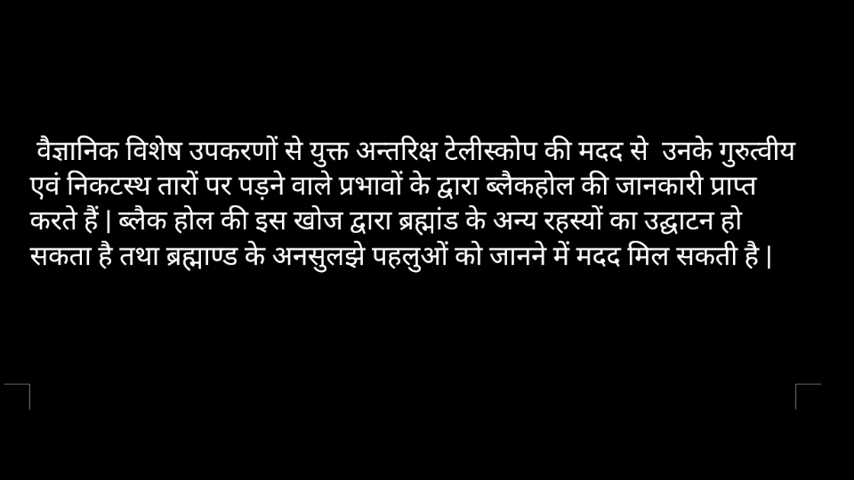 वैज्ञानिक विशेष उपकरणों से युक्त अन्तरिक्ष टेलीस्कोप की मदद से उनके गुरुत्वीय
एवं निकटस्थ तारों पर पड़ने वाले प्रभावों के द्वारा ब्लैकहोल की जानकारी प्राप्त
करते हैं | ब्लैक होल की इस खोज द्वारा ब्रह्मांड के अन्य रहस्यों का उद्घाटन हो
सकता है तथा ब्रह्माण्ड के अनसुलझे पहलुओं को जानने में मदद मिल सकती है |